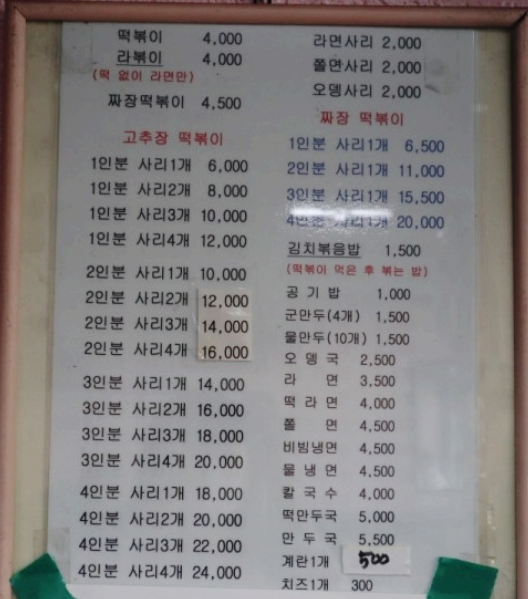 떡볶이 4,000
라볶이 4,000
(떡 없이 라면만)
짜장떡볶이 4,500
고추장 떡볶이
1인분 사리1개 6,000
1인분 사리2개 8,000
1인분 사리3개 10,000
1인분 사리4개 12,000
2인분 사리1개 10,000
2인분 사리2개 12,000
2인분 사리3개 14,000
2인분 사리4개 16,000
3인분 사리1개 14,000
3인분 사리2개 16,000
3인분 사리3개 18,000
3인분 사리4개 20,000
4인분 사리1개 18,000
4인분 사리2개 20,000
4인분 사리3개 22,000
4인분 사리4개 24,000
라면사리 2,000
쫄면사리 2,000
오뎅사리 2,000
짜장 떡볶이
1인분 사리1개 6,500
2인분 사리1개 11,000
3인분 사리1개 15,500
4인분 사리1개 20,000
김치볶음밥 1,500
(떡볶이 먹은 후 볶는 밥)
공기밥 1,000
군만두(4개) 1,500
물만두(10개) 1,500
오뎅국 2,500
라면 3,500
떡라면 4,000
쫄면 4,500
비빔냉면 4,500
물냉면 4,500
칼국수 4,000
떡만두국 5,000
만두국 5,500
계란1개 500
치즈1개 300